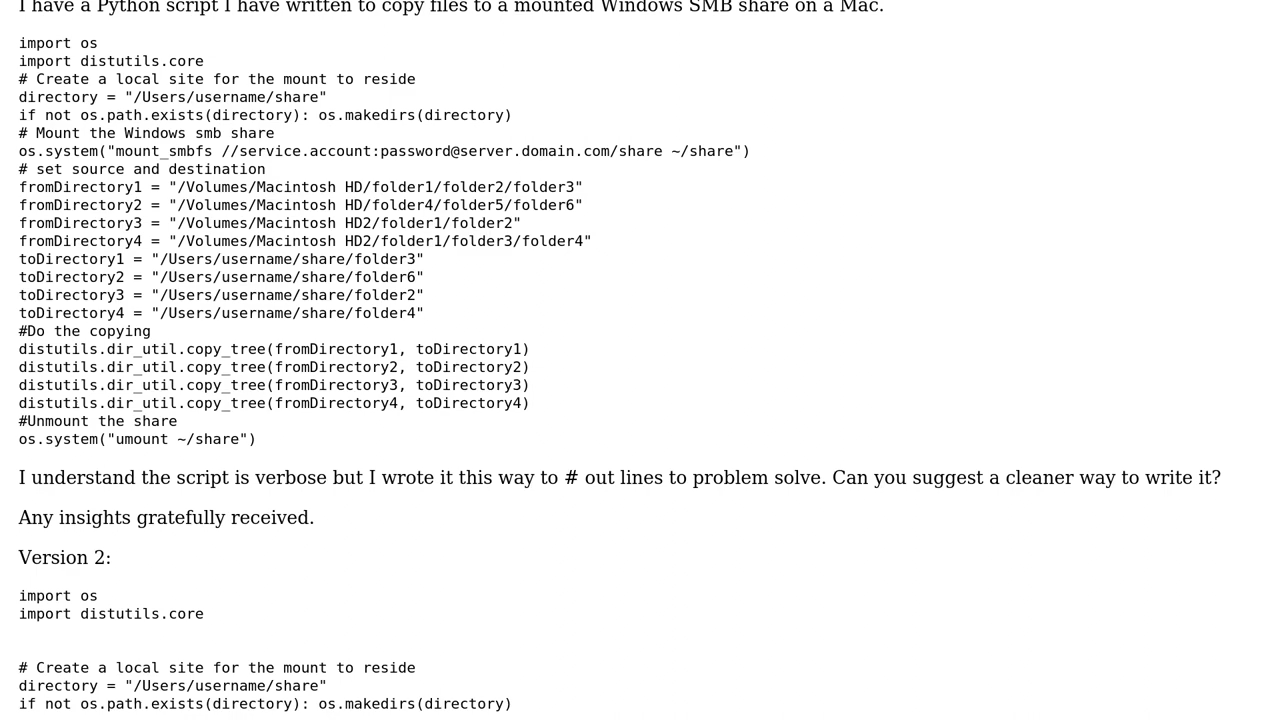 I have a Python script I have written to copy files to a mounted Windows SMB share on a Mac.
import os
import distutils.core
# Create a local site for the mount to reside
directory = "/Users/username/share"
if not os.path.exists(directory): os.makedirs(directory)
# Mount the Windows smb share
os.system("mount_smbfs //service.account:password@server.domain.com/share ~/share")
# set source and destination
fromDirectory1 = "/Volumes/Macintosh HD/folder1/folder2/folder3"
fromDirectory2 = "/Volumes/Macintosh HD/folder4/folder5/folder6"
fromDirectory3 = "/Volumes/Macintosh HD2/folder1/folder2"
fromDirectory4 = "/Volumes/Macintosh HD2/folder1/folder3/folder4"
toDirectory1 = "/Users/username/share/folder3"
toDirectory2 = "/Users/username/share/folder6"
toDirectory3 = "/Users/username/share/folder2"
toDirectory4 = "/Users/username/share/folder4"
#Do the copying
distutils.dir_util.copy_tree(fromDirectory1, toDirectory1)
distutils.dir_util.copy_tree(fromDirectory2, toDirectory2)
distutils.dir_util.copy_tree(fromDirectory3, toDirectory3)
distutils.dir_util.copy_tree(fromDirectory4, toDirectory4)
#Unmount the share
os.system("umount ~/share")
I understand the script is verbose but I wrote it this way to # out lines to problem solve. Can you suggest a cleaner way to write it?
Any insights gratefully received.
Version 2:
import os
import distutils.core
# Create a local site for the mount to reside
directory = "/Users/username/share"
if not os.path.exists(directory): os.makedirs(directory)